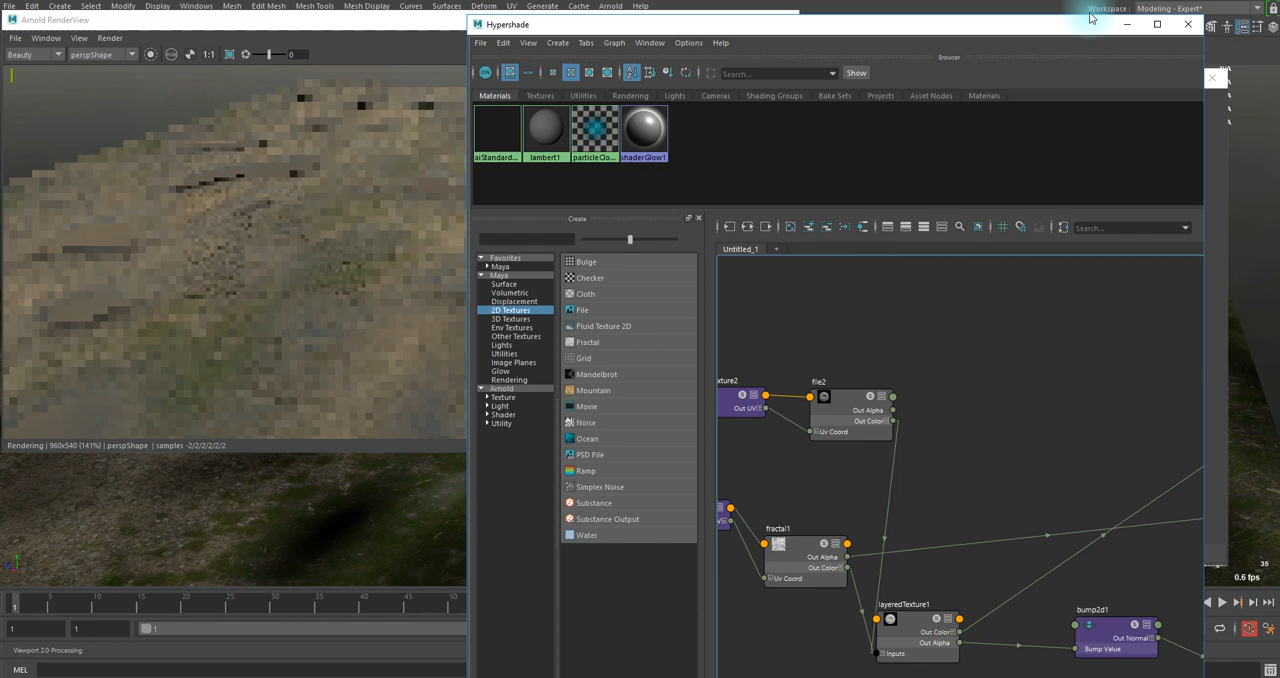 File Edit Create Select Modify Display Windows Mesh Edit Mesh Mesh Tools Mesh Display Curves Surfaces Deform UV Generate Cache Arnold Help
Workspace : Modeling - Expert*
Arnold RenderView
File Window View Render
Beauty perspShape 1:1 0
Rendering | 960x540 (141%) | perspShape | samples -2/2/2/2/2/2
Hypershade
File Edit View Create Tabs Graph Window Options Help
Browser
ON Search... Show
Materials Textures Utilities Rendering Lights Cameras Shading Groups Bake Sets Projects Asset Nodes Materials
aiStandard... lambert1 particleClo... shaderGlow1
Create
Favorites
Maya
Maya
Surface
Volumetric
Displacement
2D Textures
3D Textures
Env Textures
Other Textures
Lights
Utilities
Image Planes
Glow
Rendering
Arnold
Texture
Light
Shader
Utility
Bulge
Checker
Cloth
File
Fluid Texture 2D
Fractal
Grid
Mandelbrot
Mountain
Movie
Noise
Ocean
PSD File
Ramp
Simplex Noise
Substance
Substance Output
Water
Search...
Untitled_1 +
xture2
Out UV
file2
Out Alpha
Out Color
Uv Coord
fractal1
Out Alpha
Out Color
Uv Coord
layeredTexture1
Out Color
Out Alpha
Inputs
bump2d1
Out Normal
Bump Value
35
0.6 fps
5 10 15 20 25 30 35 40 45 50
1
1 1 1
Viewport 2.0 Processing
MEL